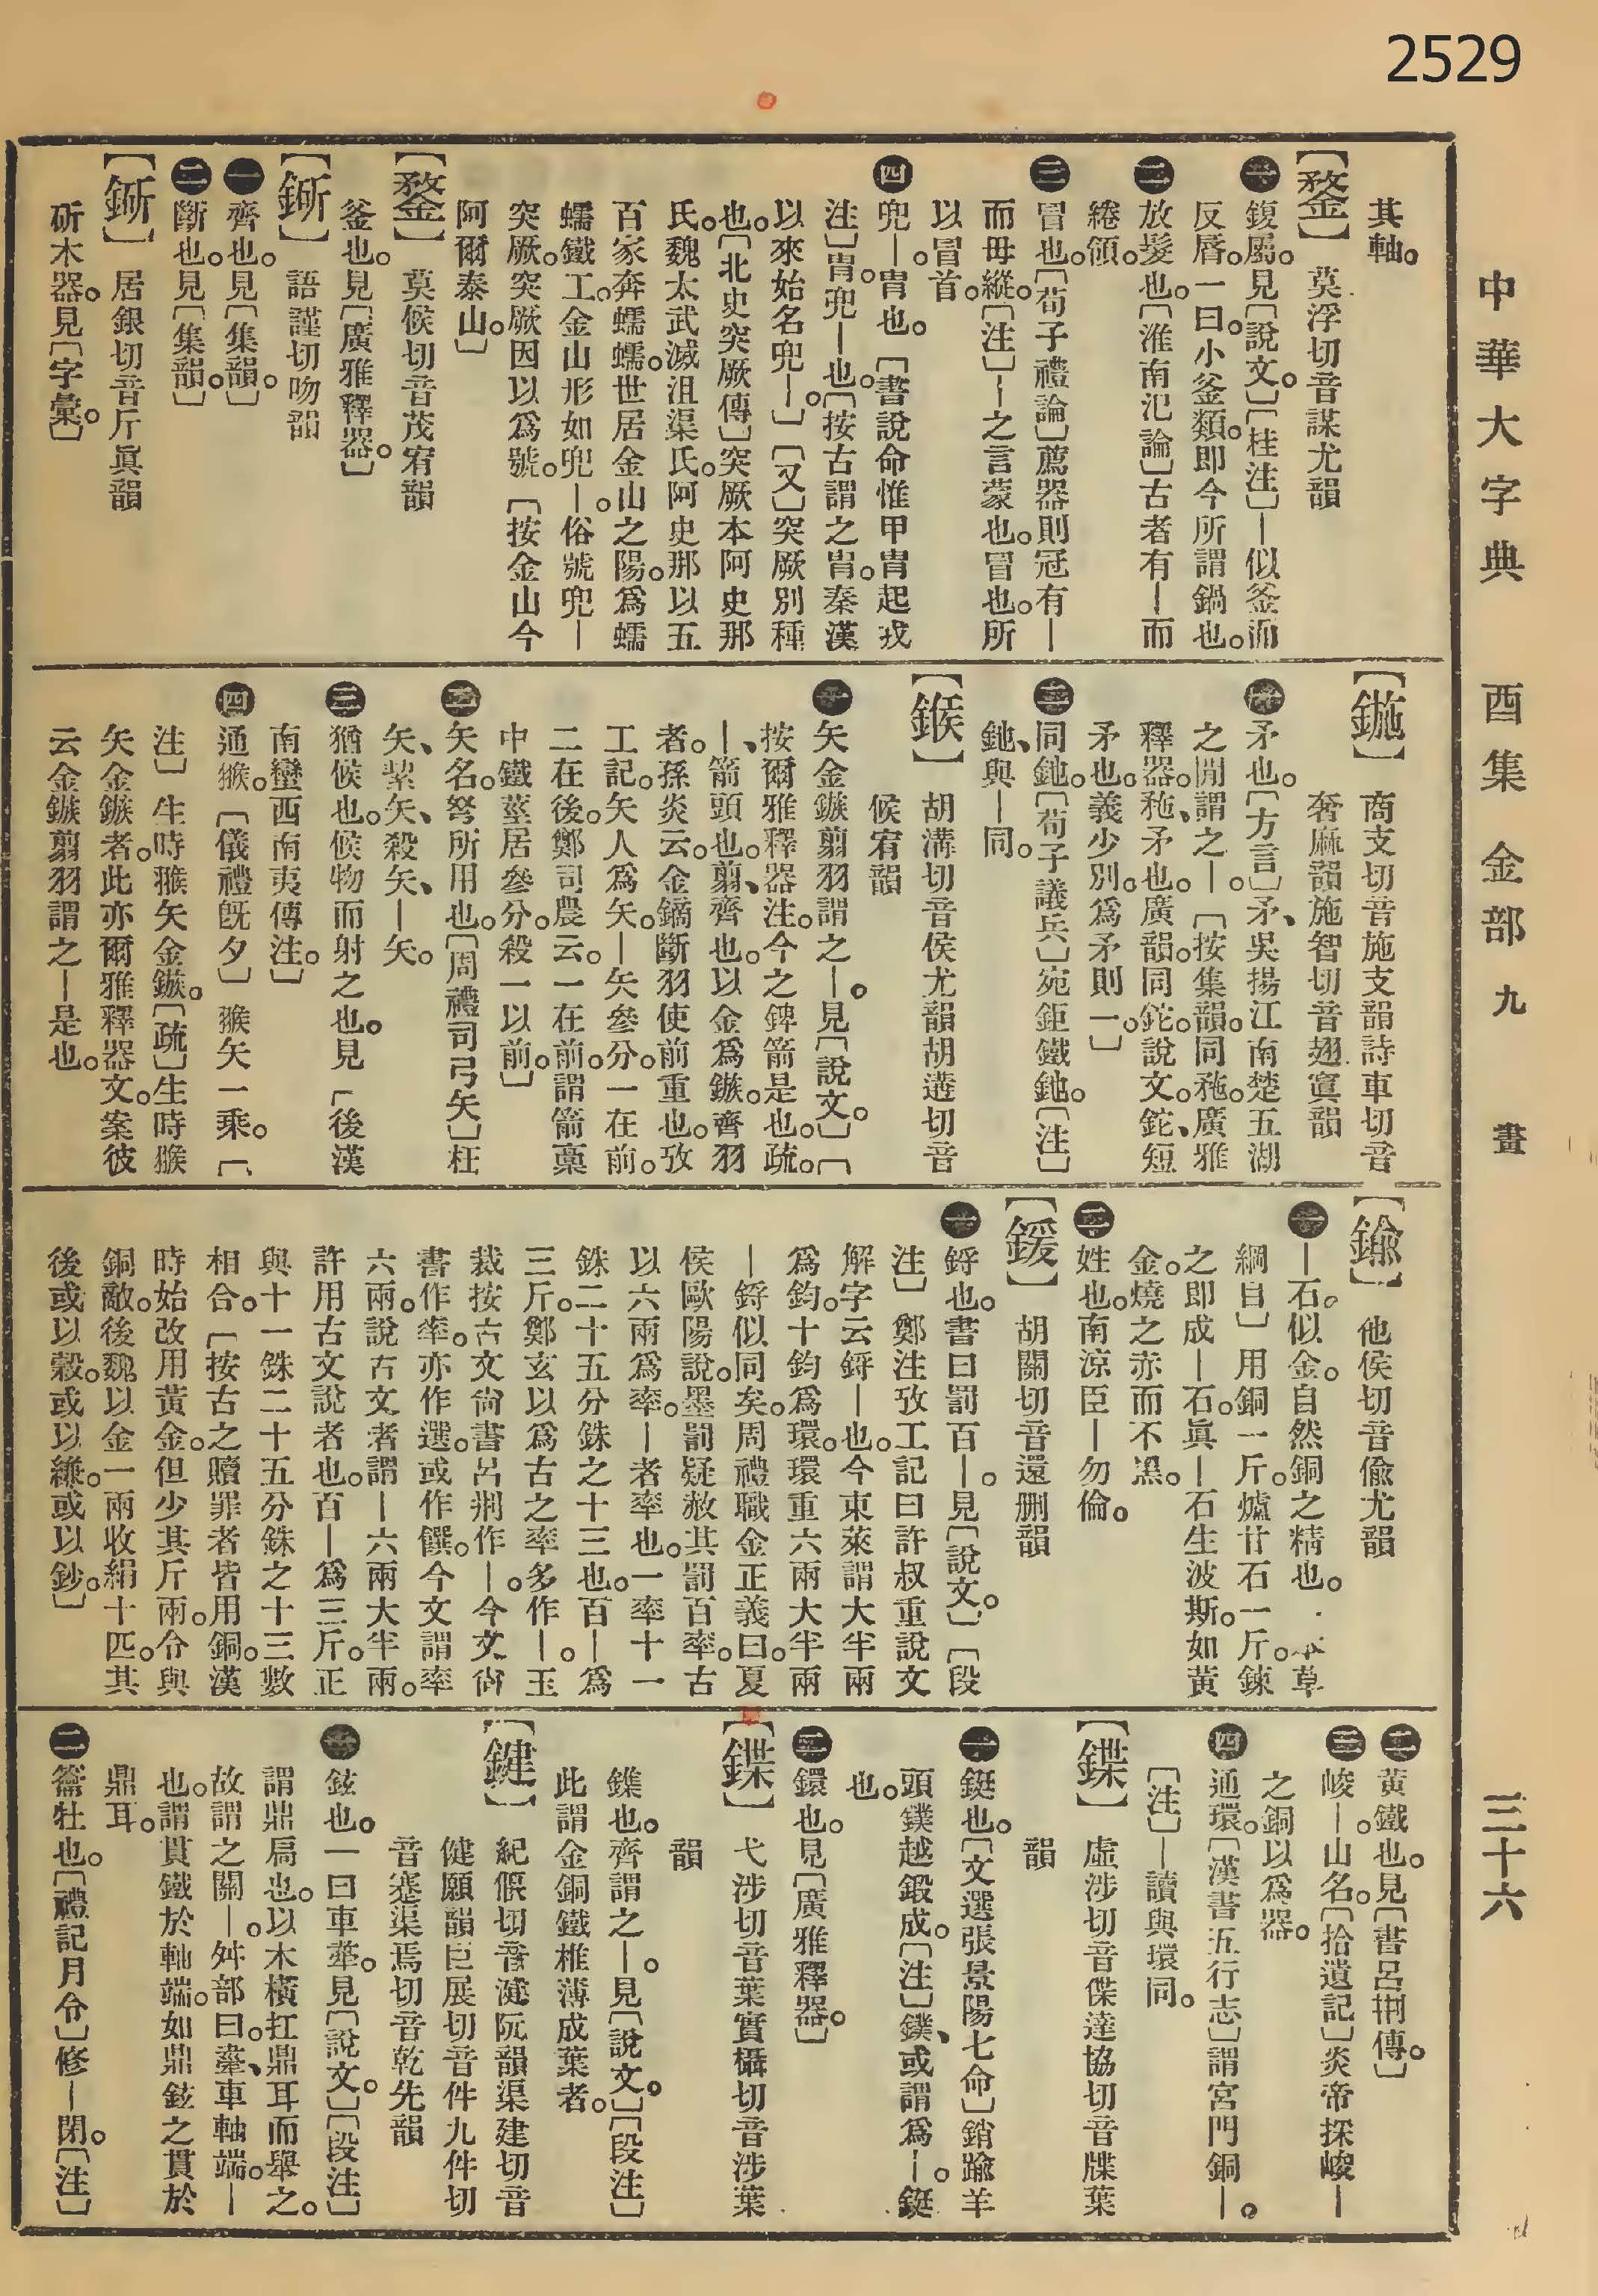 2529
中華大字典　酉集　金部　九畫　三十六
其軸。
【鍪】莫浮切音謀尤韻
㊀鍑屬。見〔說文。〕〔桂注〕｜似釜而
反脣。一曰。小釜類。即今所謂鍋也。
㊁放髮也。〔淮南氾論〕古者有｜而
綣領。
㊂冒也。〔荀子禮論〕薦器則冠有｜
而毋縰。〔注〕｜之言蒙也。冒也。所
以冒首。
㊃兜｜。冑也。〔書說命惟甲冑起戎
注〕冑兜｜也。〔按古謂之冑。秦漢
以來始名兜｜。〕〔又〕突厥別種
也。〔北史突厥傳〕突厥本阿史那
氏。魏太武滅沮渠氏。阿史那以五
百家奔蠕蠕。世居金山之陽。爲蠕
蠕鐵工。金山形如兜｜。俗號兜｜
突厥。突厥因以爲號。〔按金山今
阿爾泰山。〕
【鍪】莫候切音茂宥韻
釜也。見〔廣雅釋器。〕
【釿】語謹切吻韻
㊀齊也。見〔集韻。〕
㊁斷也。見〔集韻。〕
【釿】居銀切音斤眞韻
斫木器。見〔字彙。〕
【鍦】商支切音施支韻詩車切音
奢麻韻施智切音翅寘韻
㊀矛也。〔方言〕矛、吳揚江南楚五湖
之閒謂之｜。〔按集韻。同䂠。廣雅
釋器。䂠、矛也。廣韻。同鉈。說文。鉈、短
矛也。義少別。爲矛則一。〕
㊁同鉇。〔荀子議兵〕宛鉅鐵鉇。〔注〕
鉇、與｜同。
【鍭】胡溝切音侯尤韻胡遘切音
候宥韻
㊀矢金鏃翦羽謂之｜。見〔說文。〕〔
按爾雅釋器。注。今之錍箭是也。疏。
｜、箭頭也。翦、齊也。以金爲鏃。齊羽
者。孫炎云。金鏑斷羽使前重也。攷
工記。矢人爲矢。｜矢參分。一在前。
二在後。鄭司農云。一在前。謂箭槀
中鐵莖居參分。殺一以前。〕
㊁矢名。弩所用也。〔周禮司弓矢〕枉
矢、絜矢、殺矢、｜矢。
㊂猶候也。候物而射之也。見〔後漢
南蠻西南夷傳注。〕
㊃通猴。〔儀禮旣夕〕猴矢一乘。〔
注〕生時猴矢金鏃。〔疏〕生時猴
矢金鏃者。此亦爾雅釋器文。案彼
云金鏃翦羽謂之｜是也。
【鍮】他侯切音偸尤韻
㊀｜石。似金。自然銅之精也。〔本草
綱目〕用銅一斤。爐甘石一斤。鍊
之即成｜石。眞｜石生波斯。如黃
金。燒之赤而不黑。
㊁姓也。南涼臣｜勿倫。
【鍰】胡關切音還刪韻
㊀鋝也。書曰罰百｜。見〔說文。〕〔段
注〕鄭注攷工記曰許叔重說文
解字云鋝｜也。今東萊謂大半兩
爲鈞。十鈞爲環。環重六兩大半兩
｜鋝似同矣。周禮職金正義曰。夏
侯歐陽說。墨罰疑赦其罰百率。古
以六兩爲率。｜者率也。一率十一
銖二十五分銖之十三也。百｜爲
三斤。鄭玄以爲古之率多作｜。玉
裁按古文尙書呂刑作｜。今文尙
書作率。亦作選。或作饌。今文謂率
六兩。說古文者謂｜六兩大半兩。
許用古文說者也。百｜爲三斤。正
與十一銖二十五分銖之十三數
相合。〔按古之贖罪者皆用銅。漢
時始改用黃金。但少其斤兩。令與
銅敵。後魏以金一兩收絹十匹。其
後或以穀。或以縑。或以鈔。〕
㊁黃鐵也。見〔書呂刑傳。〕
㊂峻｜。山名。〔拾遺記〕炎帝採峻｜
之銅以爲器。
㊃通環。〔漢書五行志〕謂宮門銅｜。
〔注〕｜讀與環同。
【鍱】虛涉切音偞達協切音牒葉
韻
㊀鋌也。〔文選張景陽七命〕銷踰羊
頭鏷越鍛成。〔注〕鏷、或謂爲｜。鋌
也。
㊁鐶也。見〔廣雅釋器。〕
【鍱】弋涉切音葉實欇切音涉葉
韻
鏶也。齊謂之｜。見〔說文。〕〔段注〕
此謂金銅鐵椎薄成葉者。
【鍵】紀偃切音湕阮韻渠建切音
健願韻巨展切音件九件切
音蹇渠焉切音乾先韻
㊀鉉也。一曰車舝。見〔說文。〕〔段注〕
謂鼎扃也。以木橫扛鼎耳而舉之。
故謂之關｜。舛部曰。舝、車軸端｜
也。謂貫鐵於軸端。如鼎鉉之貫於
鼎耳。
㊁籥牡也。〔禮記月令〕修｜閉。〔注〕